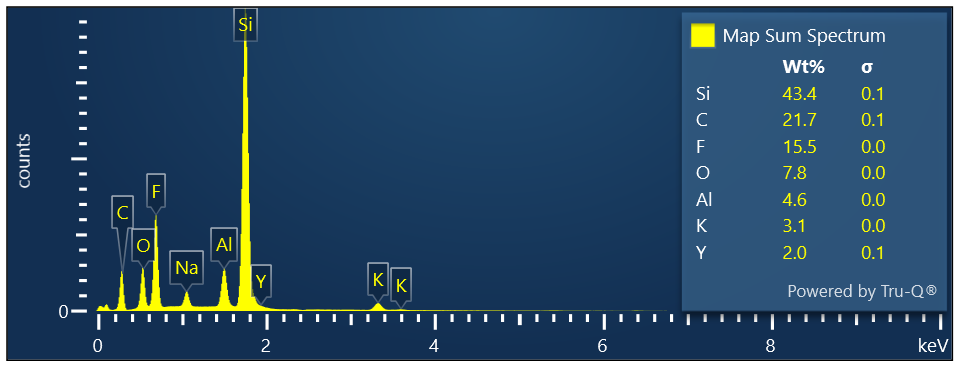 Map Sum Spectrum
Wt% σ
Si 43.4 0.1
C 21.7 0.1
F 15.5 0.0
O 7.8 0.0
Al 4.6 0.0
K 3.1 0.0
Y 2.0 0.1
Powered by Tru-Q®
counts
Si
F
C
O Al
Na Y K K
0
0 2 4 6 8 keV